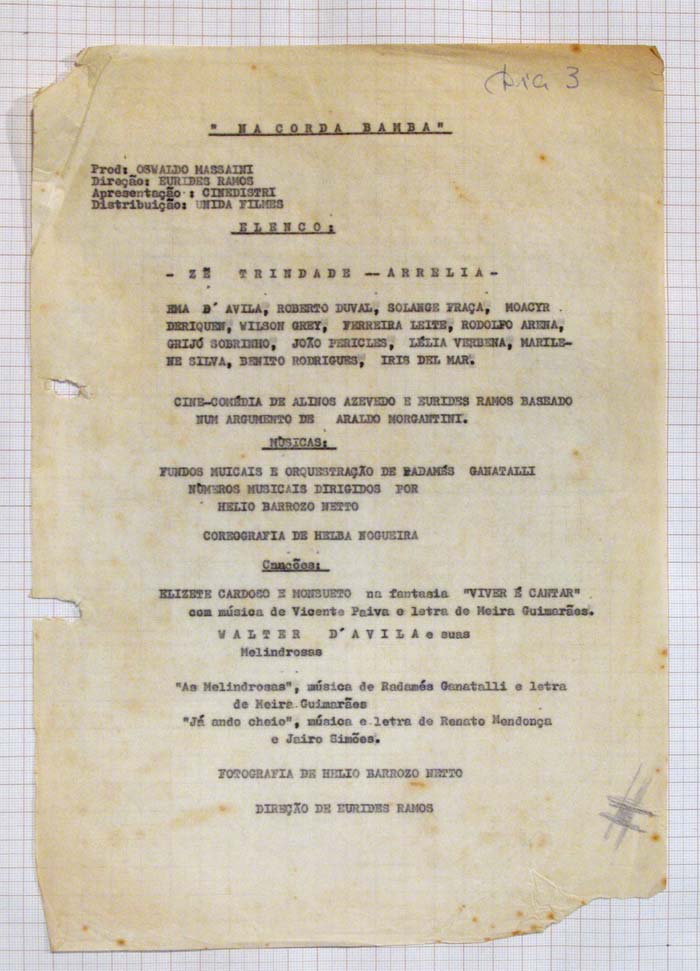 Dia 3
" NA CORDA BAMBA"
Prod: OSWALDO MASSAINI
Direção: EURIDES RAMOS
Apresentação : CINEDISTRI
Distribuição: UNIDA FILMES
ELENCO:
- ZÉ TRINDADE -- ARRELIA -
EMA D´AVILA, ROBERTO DUVAL, SOLANGE FRAÇA, MOACYR
DERIQUEN, WILSON GREY, FERREIRA LEITE, RODOLFO ARENA,
GRIJÓ SOBRINHO, JOÃO PERICLES, LÉLIA VERBENA, MARILE-
NE SILVA, BENITO RODRIGUES, IRIS DEL MAR.
CINE-COMÉDIA DE ALINOS AZEVEDO E EURIDES RAMOS BASEADO
NUM ARGUMENTO DE ARALDO MORGANTINI.
MÚSICAS:
FUNDOS MUICAIS E ORQUESTRAÇÃO DE RADAMÉS GANATALLI
NÚMEROS MUSICAIS DIRIGIDOS POR
HELIO BARROZO NETTO
COREOGRAFIA DE HELBA NOGUEIRA
Canções:
ELIZETE CARDOSO E MONSUETO na fantasia "VIVER É CANTAR"
com música de Vicente Paiva e letra de Meira Guimarães.
WALTER D´AVILA e suas
Melindrosas
"As Melindrosas", música de Radamés Ganatalli e letra
de Meira Guimarães
"Já ando cheio", música e letra de Renato Mendonça
e Jairo Simões.
FOTOGRAFIA DE HELIO BARROZO NETTO
DIREÇÃO DE EURIDES RAMOS